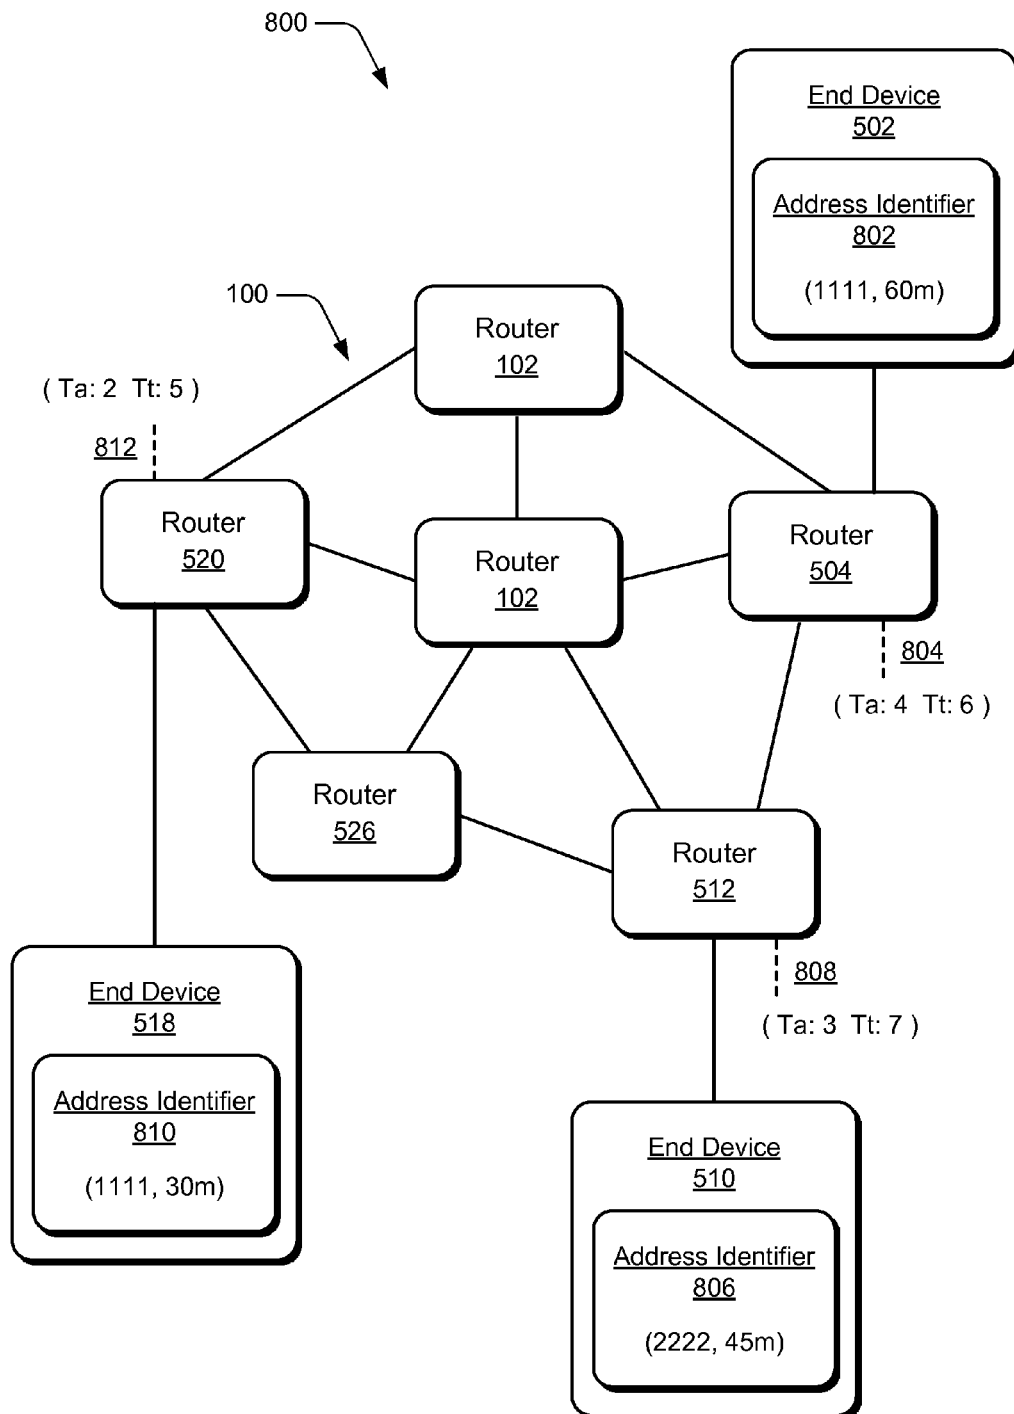 800
End Device
502
Address Identifier
802
(1111, 60m)
100
Router
102
( Ta: 2 Tt: 5 )
812
Router
520
Router
102
Router
504
804
( Ta: 4 Tt: 6 )
Router
526
Router
512
808
( Ta: 3 Tt: 7 )
End Device
518
Address Identifier
810
(1111, 30m)
End Device
510
Address Identifier
806
(2222, 45m)